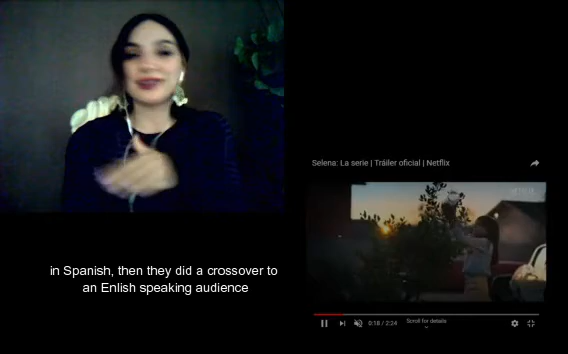 Selena: La serie | Tráiler oficial | Netflix
NETFLIX
in Spanish, then they did a crossover to
an Enlish speaking audience
0:18 / 2:24
Scroll for details